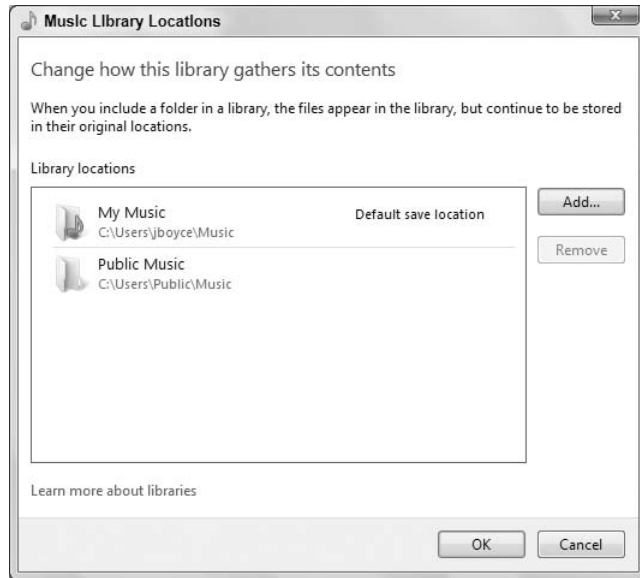 Music Library Locations
Change how this library gathers its contents
When you include a folder in a library, the files appear in the library, but continue to be stored
in their original locations.
Library locations
My Music
Default save location
C:\Users\jboyce\Music
Public Music
C:\Users\Public\Music
Add...
Remove
Learn more about libraries
OK
Cancel